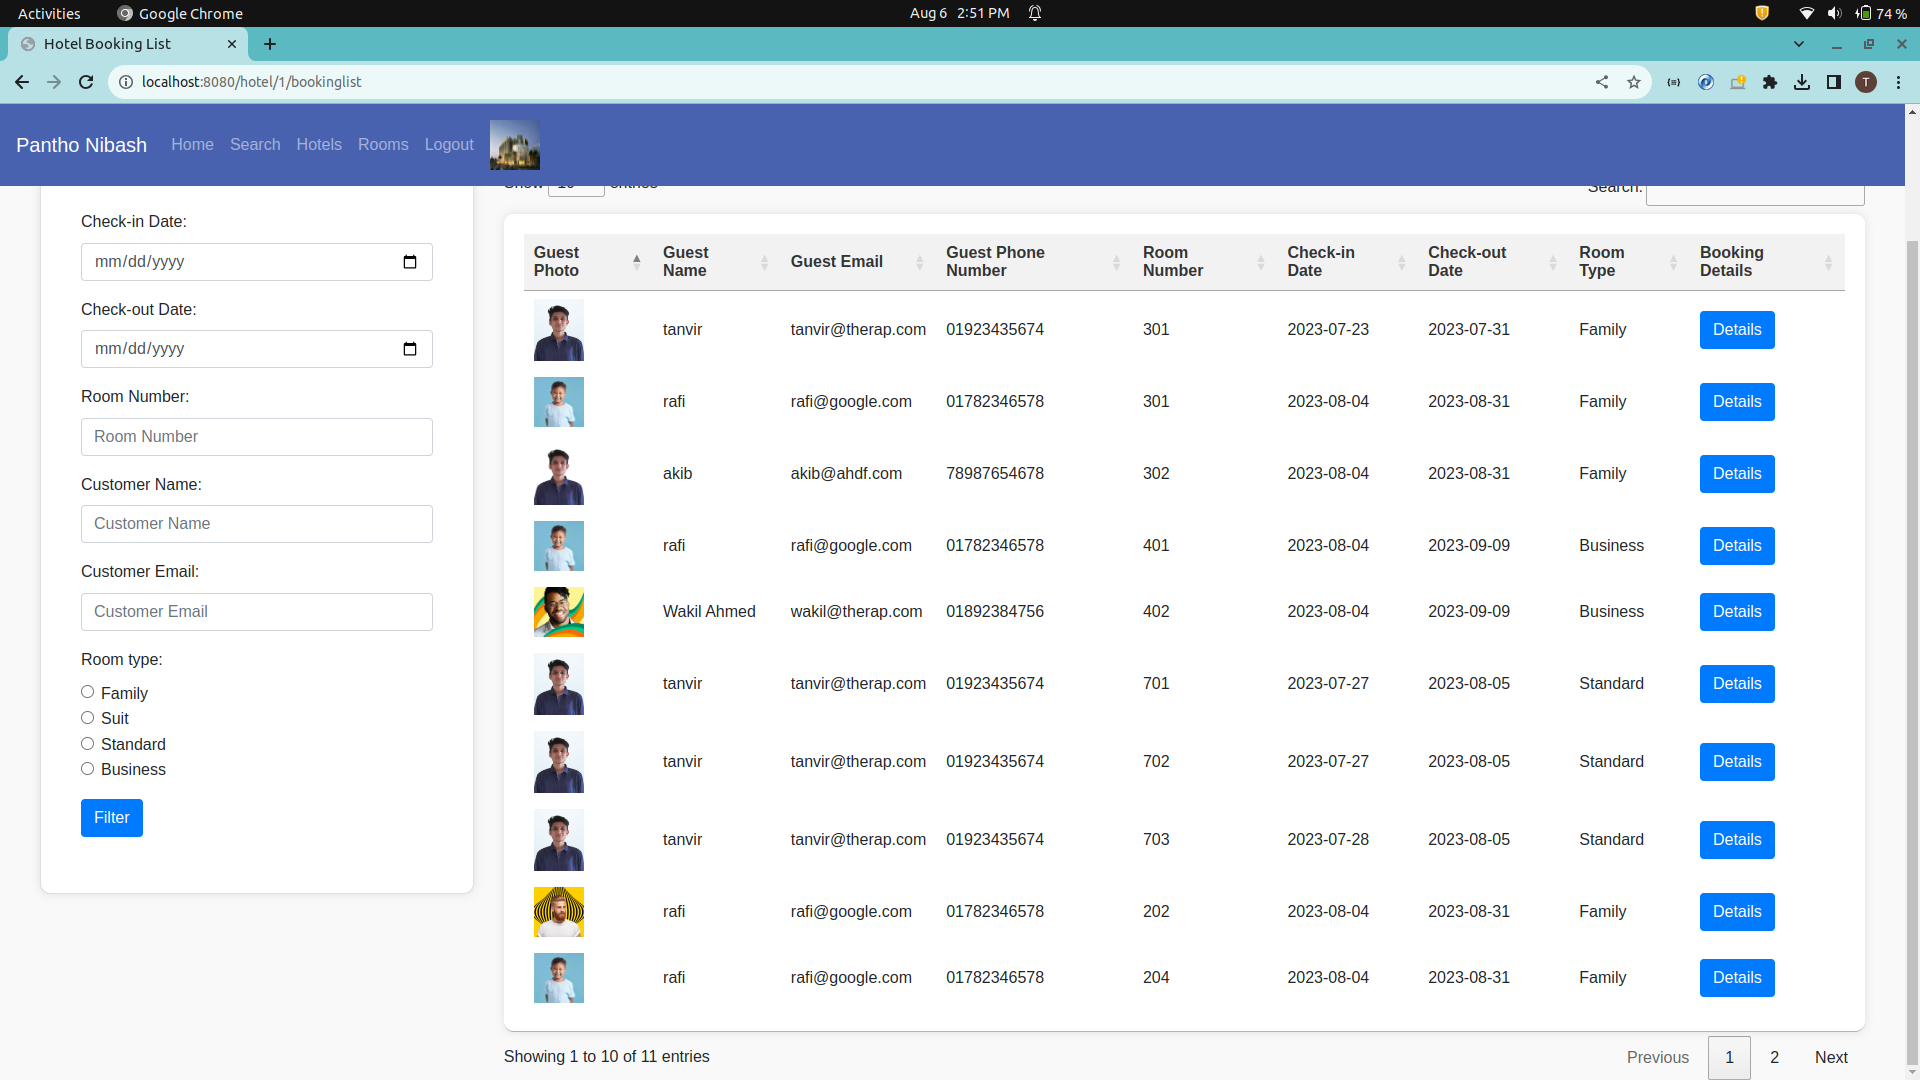 Activities Google Chrome Aug 6 2:51 PM 74 %
Hotel Booking List
localhost:8080/hotel/1/bookinglist T
Pantho Nibash Home Search Hotels Rooms Logout
Show 10 entries Search:
Check-in Date:
mm/dd/yyyy
Check-out Date:
mm/dd/yyyy
Room Number:
Room Number
Customer Name:
Customer Name
Customer Email:
Customer Email
Room type:
Family
Suit
Standard
Business
Filter
Guest Photo Guest Name Guest Email Guest Phone Number Room Number Check-in Date Check-out Date Room Type Booking Details
tanvir tanvir@therap.com 01923435674 301 2023-07-23 2023-07-31 Family Details
rafi rafi@google.com 01782346578 301 2023-08-04 2023-08-31 Family Details
akib akib@ahdf.com 78987654678 302 2023-08-04 2023-08-31 Family Details
rafi rafi@google.com 01782346578 401 2023-08-04 2023-09-09 Business Details
Wakil Ahmed wakil@therap.com 01892384756 402 2023-08-04 2023-09-09 Business Details
tanvir tanvir@therap.com 01923435674 701 2023-07-27 2023-08-05 Standard Details
tanvir tanvir@therap.com 01923435674 702 2023-07-27 2023-08-05 Standard Details
tanvir tanvir@therap.com 01923435674 703 2023-07-28 2023-08-05 Standard Details
rafi rafi@google.com 01782346578 202 2023-08-04 2023-08-31 Family Details
rafi rafi@google.com 01782346578 204 2023-08-04 2023-08-31 Family Details
Showing 1 to 10 of 11 entries Previous 1 2 Next